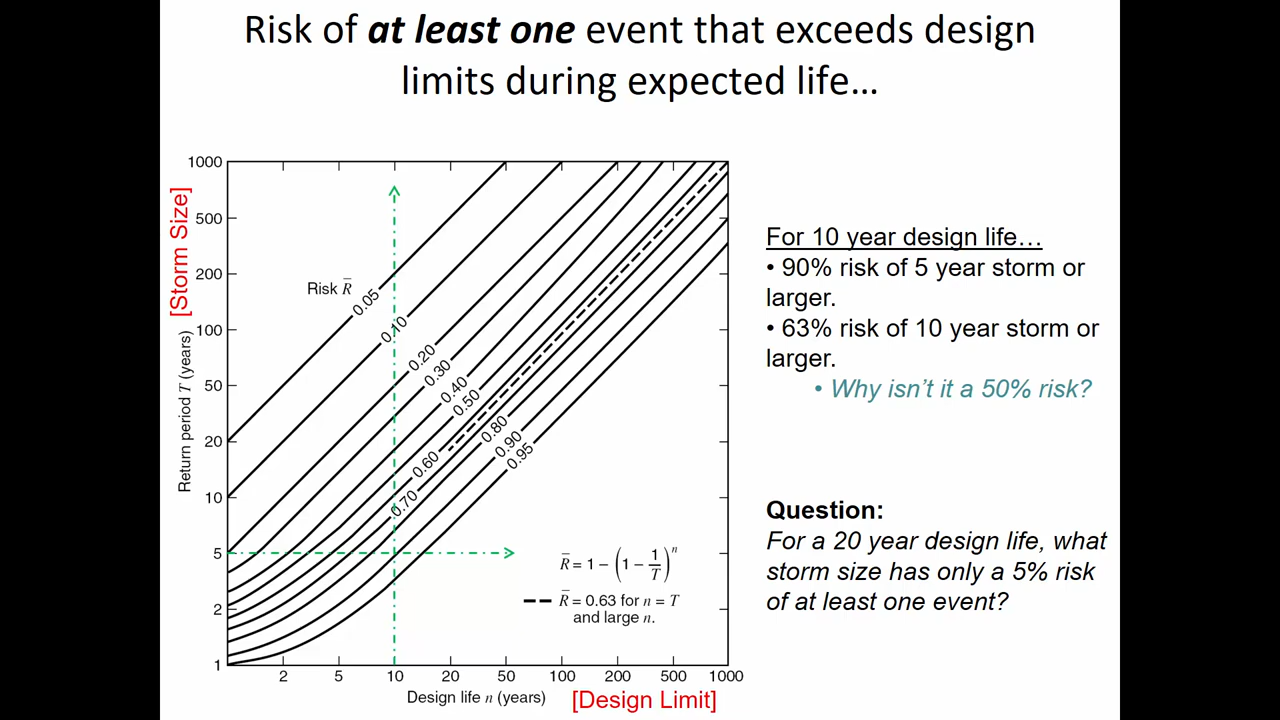 Risk of at least one event that exceeds design
limits during expected life…
[Storm Size]
Return period T (years)
1000
500
200
100
50
20
10
5
2
1
Risk R̅
0.05
0.10
0.20
0.30
0.40
0.50
0.60
0.70
0.80
0.90
0.95
R̅ = 1 − (1 − 1/T)ⁿ
R̅ = 0.63 for n = T
and large n.
2 5 10 20 50 100 200 500 1000
Design life n (years) [Design Limit]
For 10 year design life…
• 90% risk of 5 year storm or
larger.
• 63% risk of 10 year storm or
larger.
• Why isn't it a 50% risk?
Question:
For a 20 year design life, what
storm size has only a 5% risk
of at least one event?